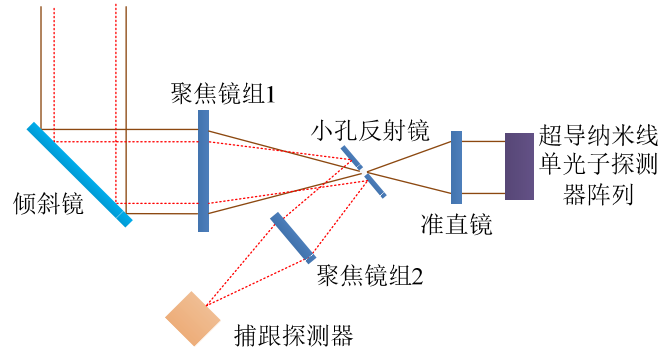 聚焦镜组1
小孔反射镜
超导纳米线
单光子探测
器阵列
倾斜镜
准直镜
聚焦镜组2
捕跟探测器